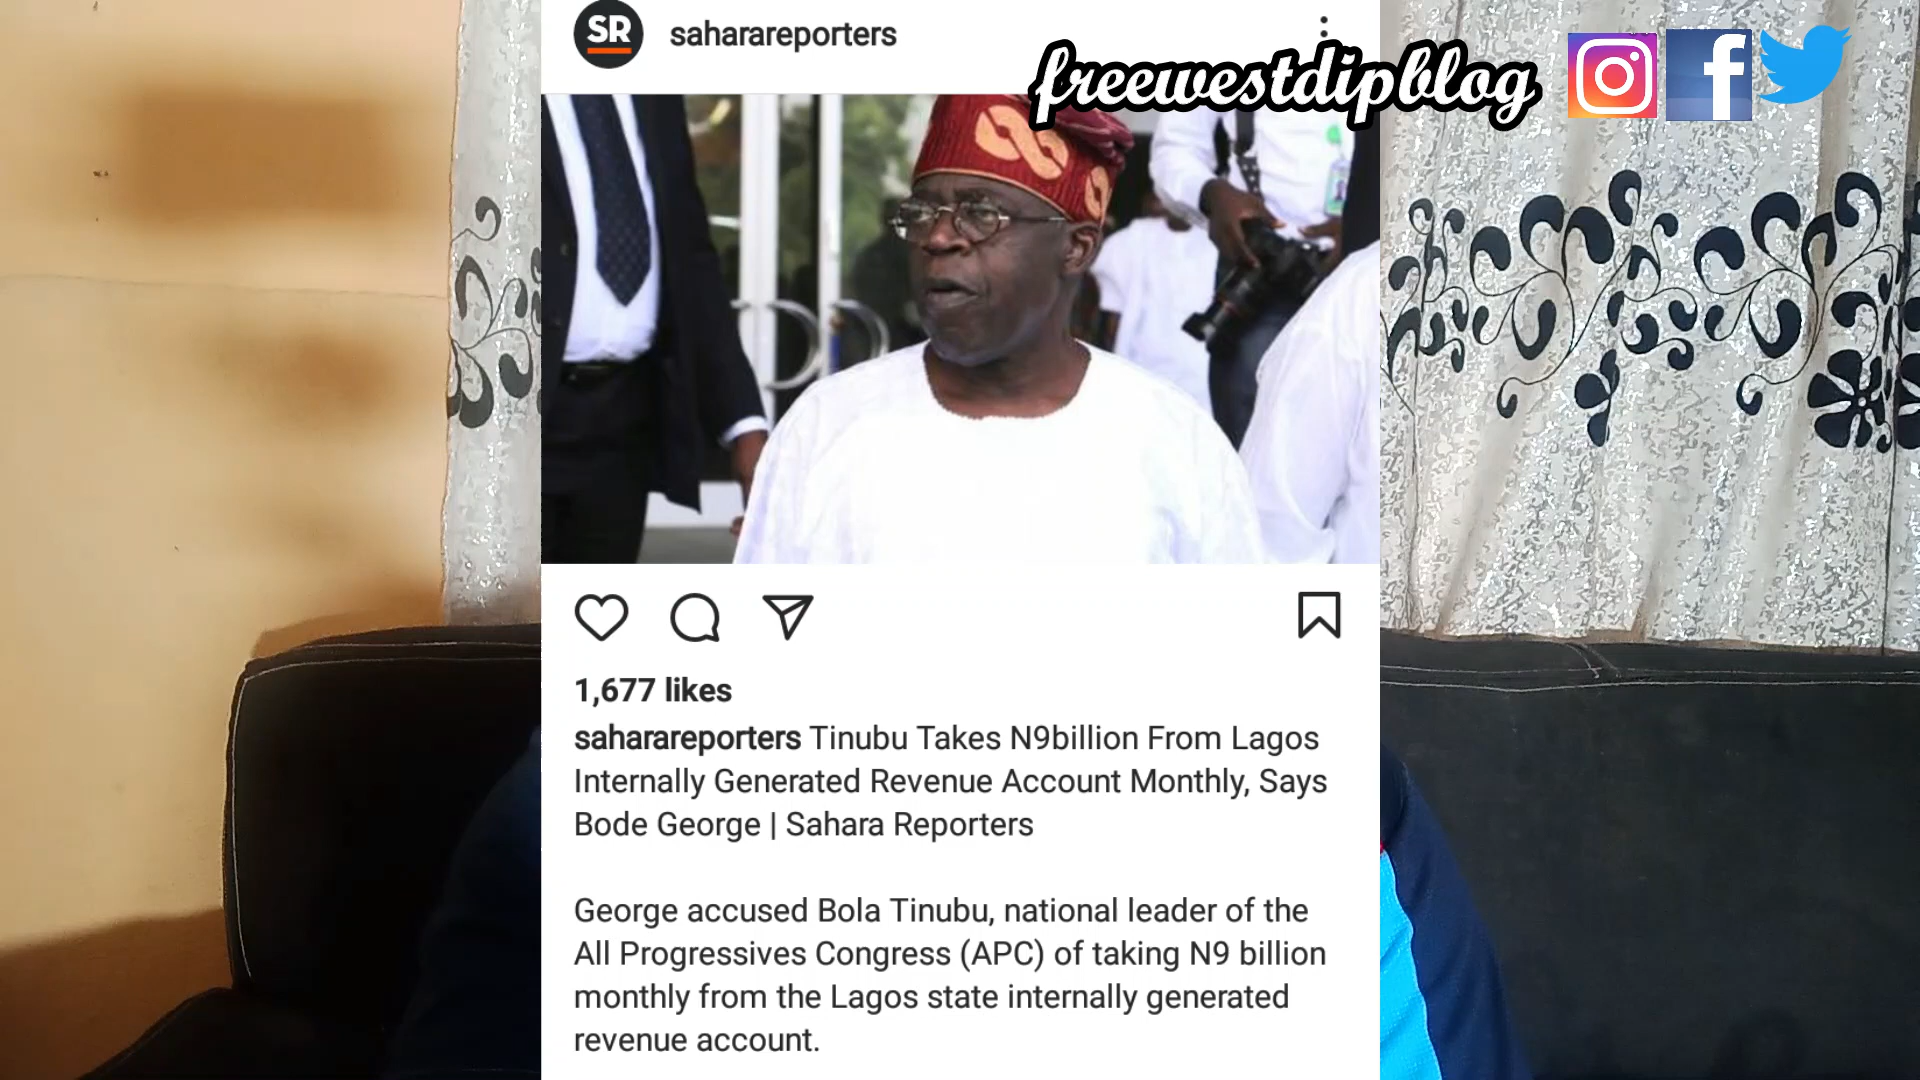 SR
saharareporters
freewestdipblog
1,677 likes
saharareporters Tinubu Takes N9billion From Lagos
Internally Generated Revenue Account Monthly, Says
Bode George | Sahara Reporters
George accused Bola Tinubu, national leader of the
All Progressives Congress (APC) of taking N9 billion
monthly from the Lagos state internally generated
revenue account.